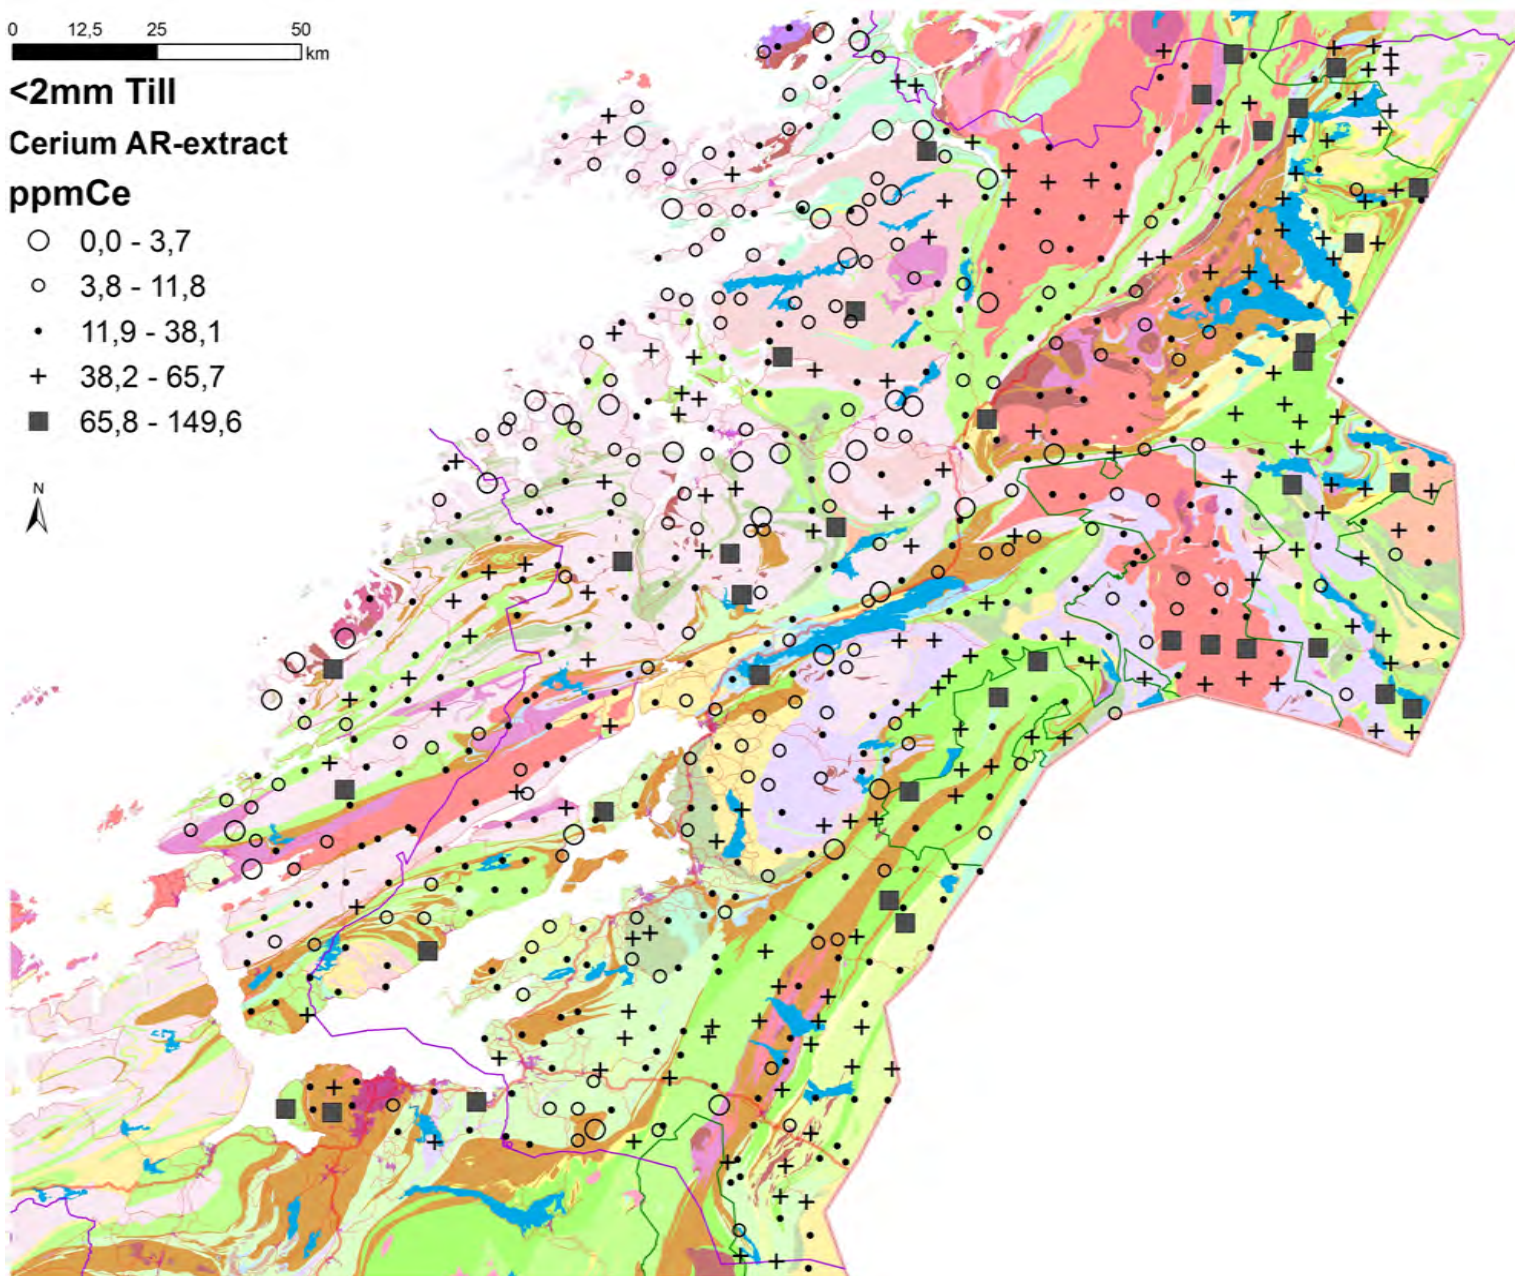 0 12,5 25 50
km
<2mm Till
Cerium AR-extract
ppmCe
0,0 - 3,7
3,8 - 11,8
11,9 - 38,1
38,2 - 65,7
65,8 - 149,6
N